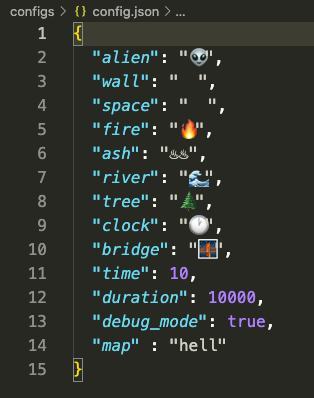 configs > {} config.json > ...
1 {
2 "alien": "👽",
3 "wall": "  ",
4 "space": "  ",
5 "fire": "🔥",
6 "ash": "♨♨",
7 "river": "🌊",
8 "tree": "🌲",
9 "clock": "🕐",
10 "bridge": "🌉",
11 "time": 10,
12 "duration": 10000,
13 "debug_mode": true,
14 "map" : "hell"
15 }